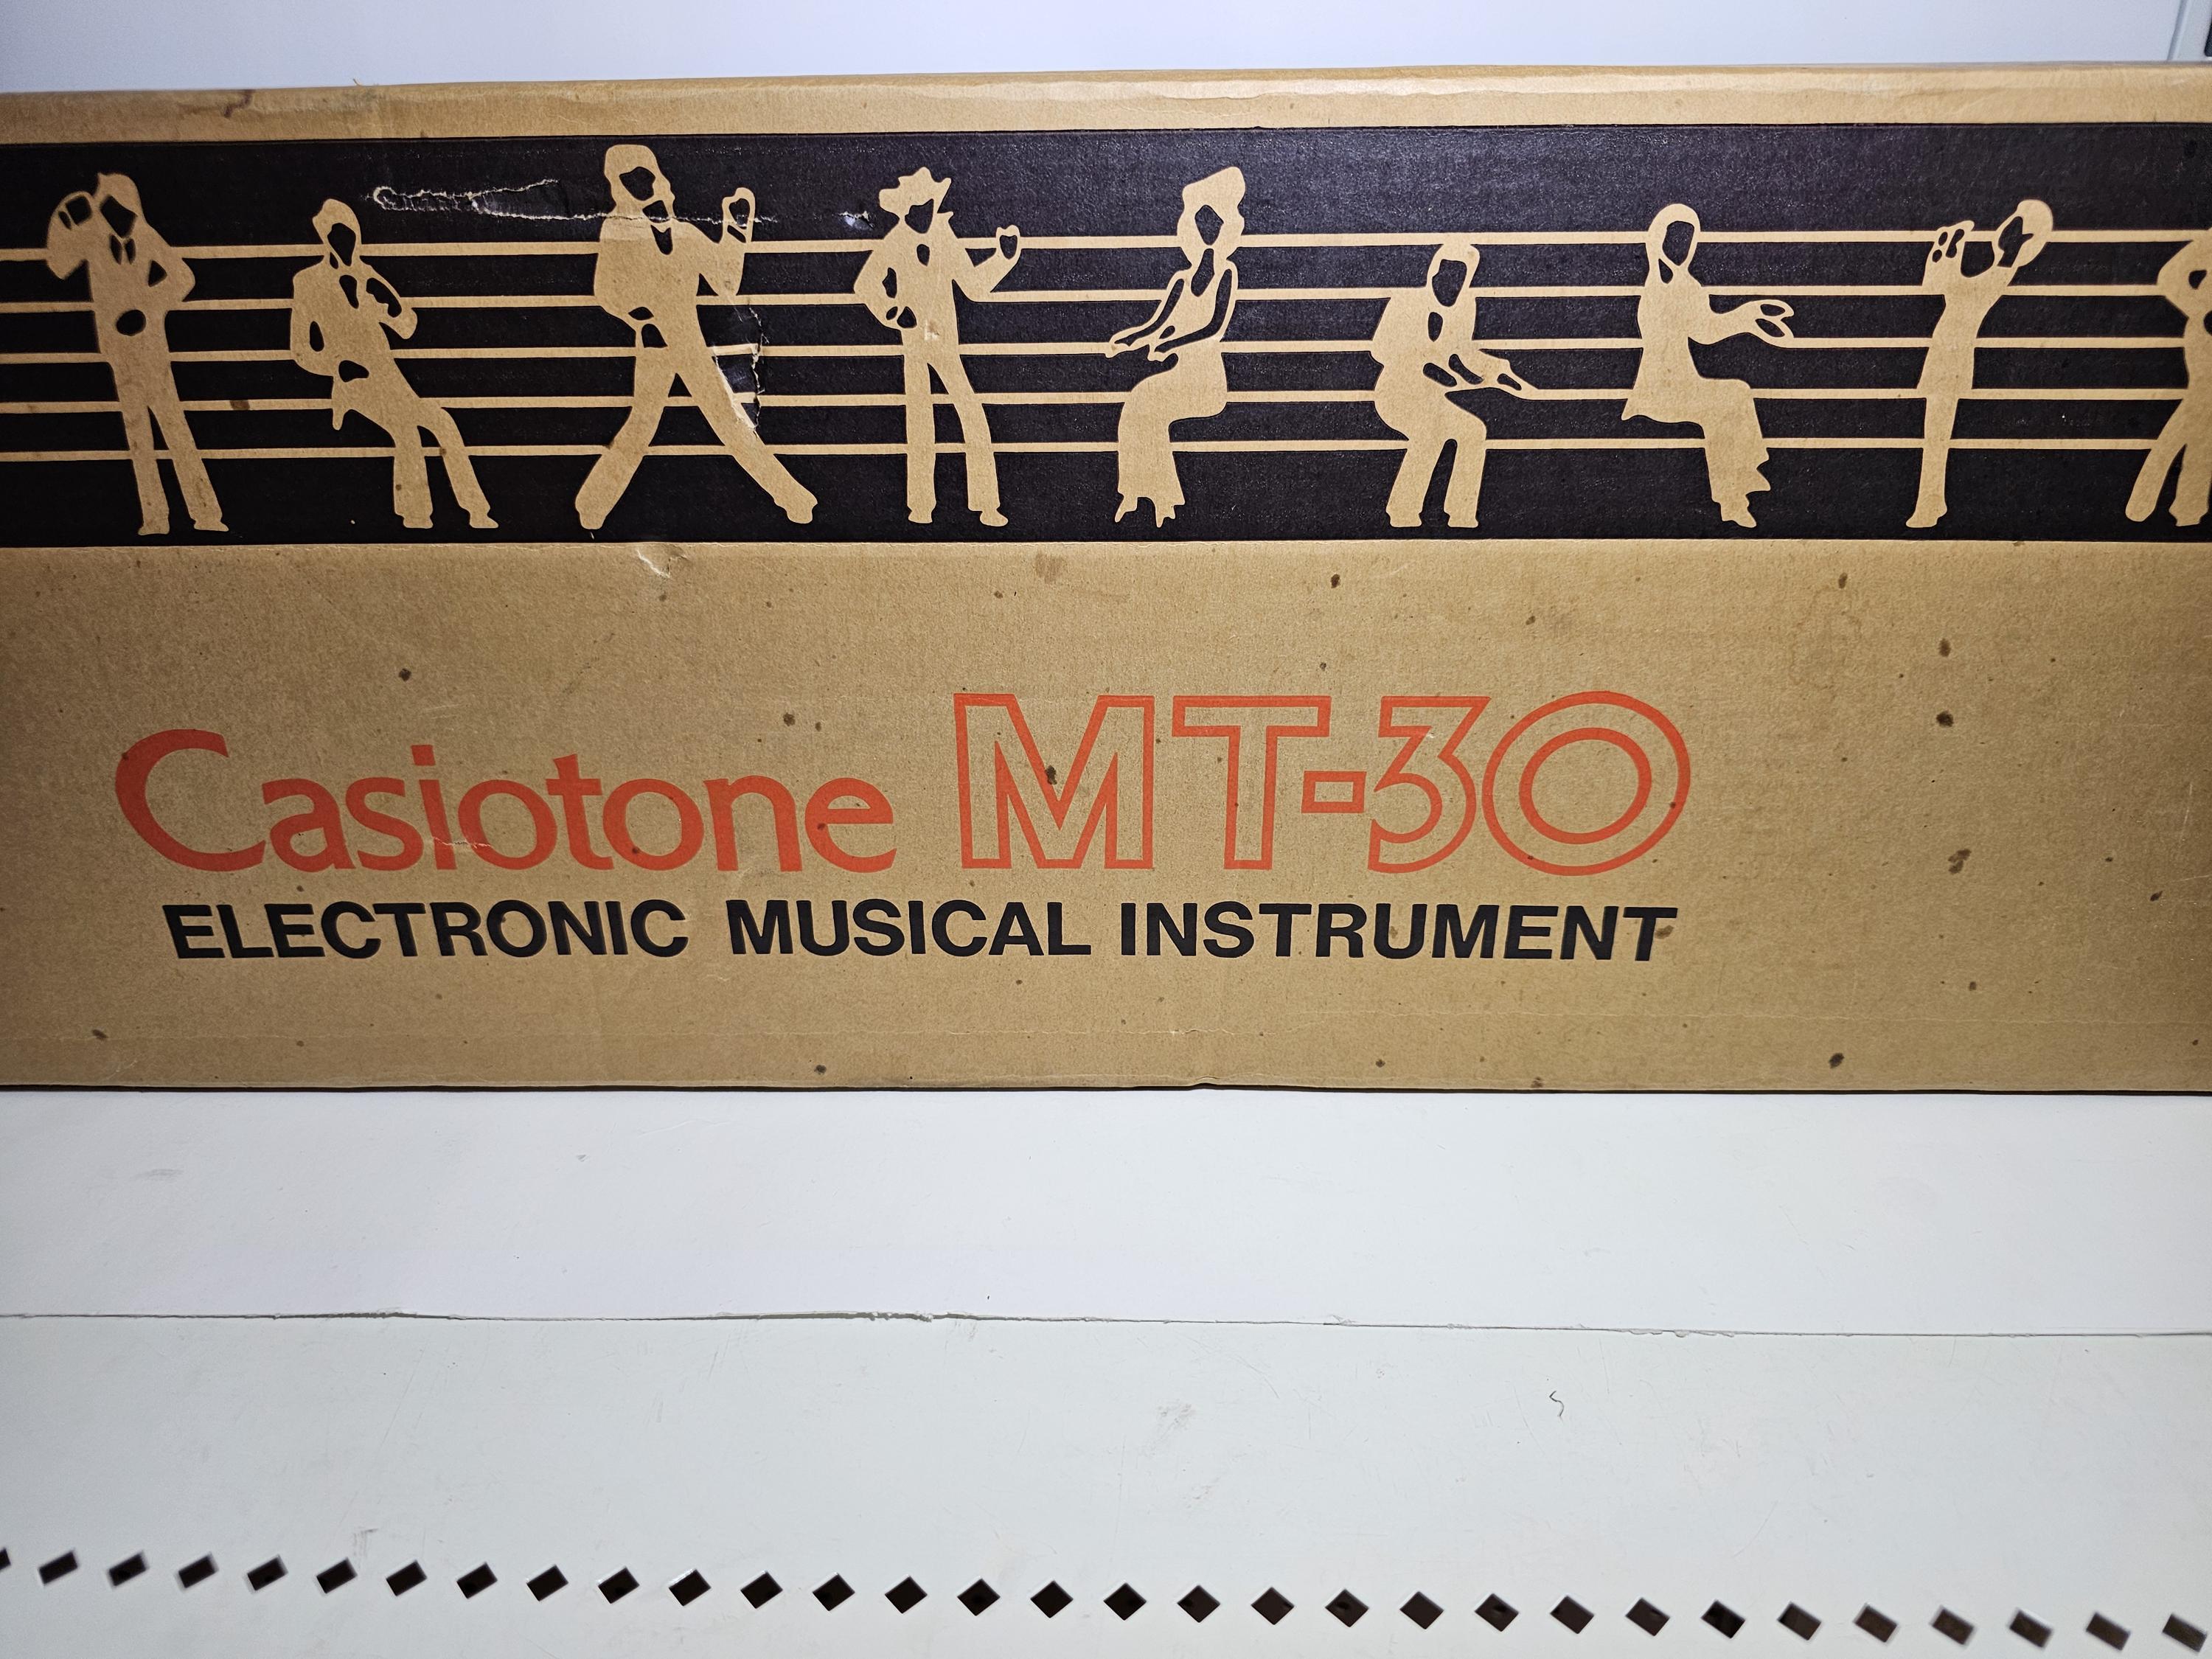 Casiotone MT-30
ELECTRONIC MUSICAL INSTRUMENT